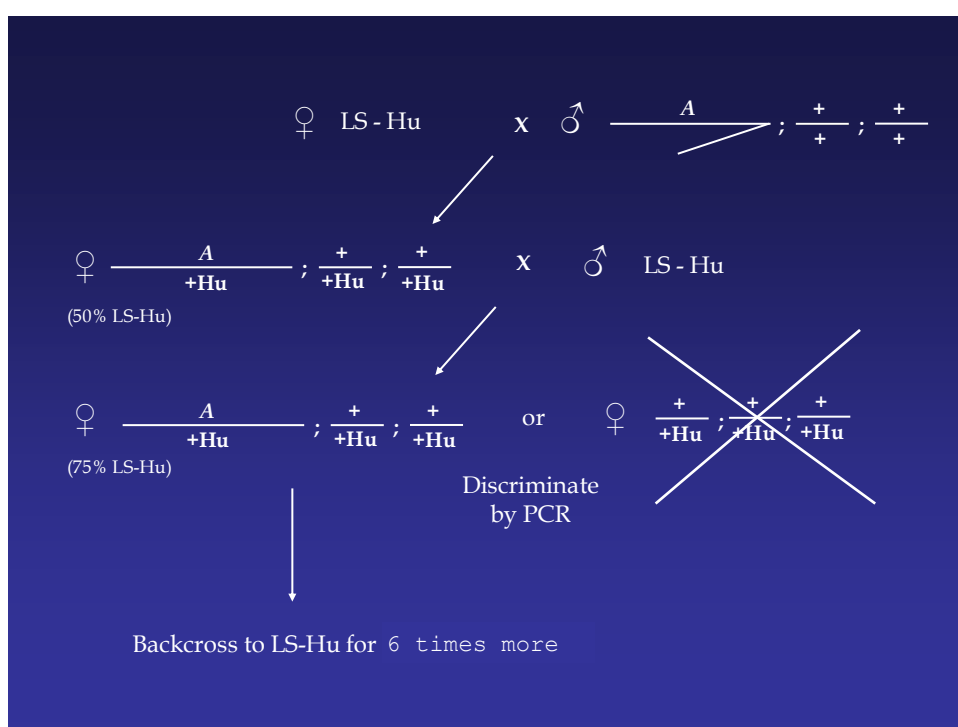 ♀ LS - Hu x ♂ A ; + ; +
+ +
♀ A ; + ; + x ♂ LS - Hu
+Hu +Hu +Hu
(50% LS-Hu)
♀ A ; + ; + or ♀ + ; + ; +
+Hu +Hu +Hu +Hu +Hu +Hu
(75% LS-Hu)
Discriminate
by PCR
Backcross to LS-Hu for 6 times more